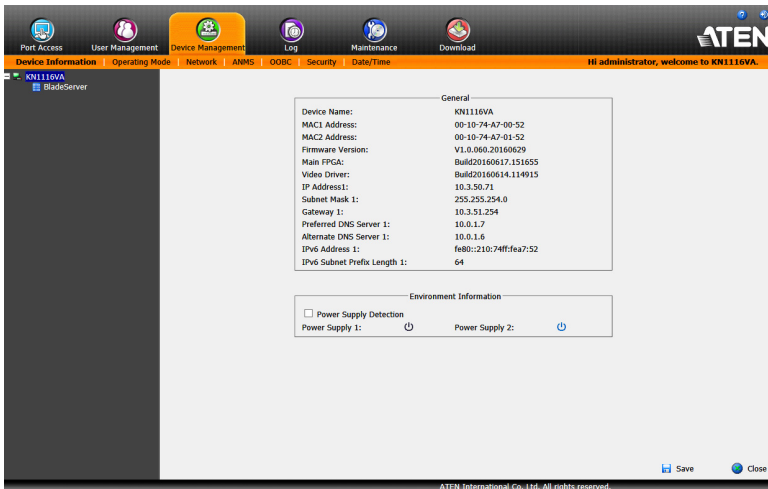 Port Access User Management Device Management Log Maintenance Download
ATEN
Device Information | Operating Mode | Network | ANMS | OOBC | Security | Date/Time Hi administrator, welcome to KN1116VA.
KN1116VA
BladeServer
General
Device Name: KN1116VA
MAC1 Address: 00-10-74-A7-00-52
MAC2 Address: 00-10-74-A7-01-52
Firmware Version: V1.0.060.20160629
Main FPGA: Build20160617.151655
Video Driver: Build20160614.114915
IP Address1: 10.3.50.71
Subnet Mask 1: 255.255.254.0
Gateway 1: 10.3.51.254
Preferred DNS Server 1: 10.0.1.7
Alternate DNS Server 1: 10.0.1.6
IPv6 Address 1: fe80::210:74ff:fea7:52
IPv6 Subnet Prefix Length 1: 64
Environment Information
Power Supply Detection
Power Supply 1: Power Supply 2:
Save Close
ATEN International Co. Ltd. All rights reserved.